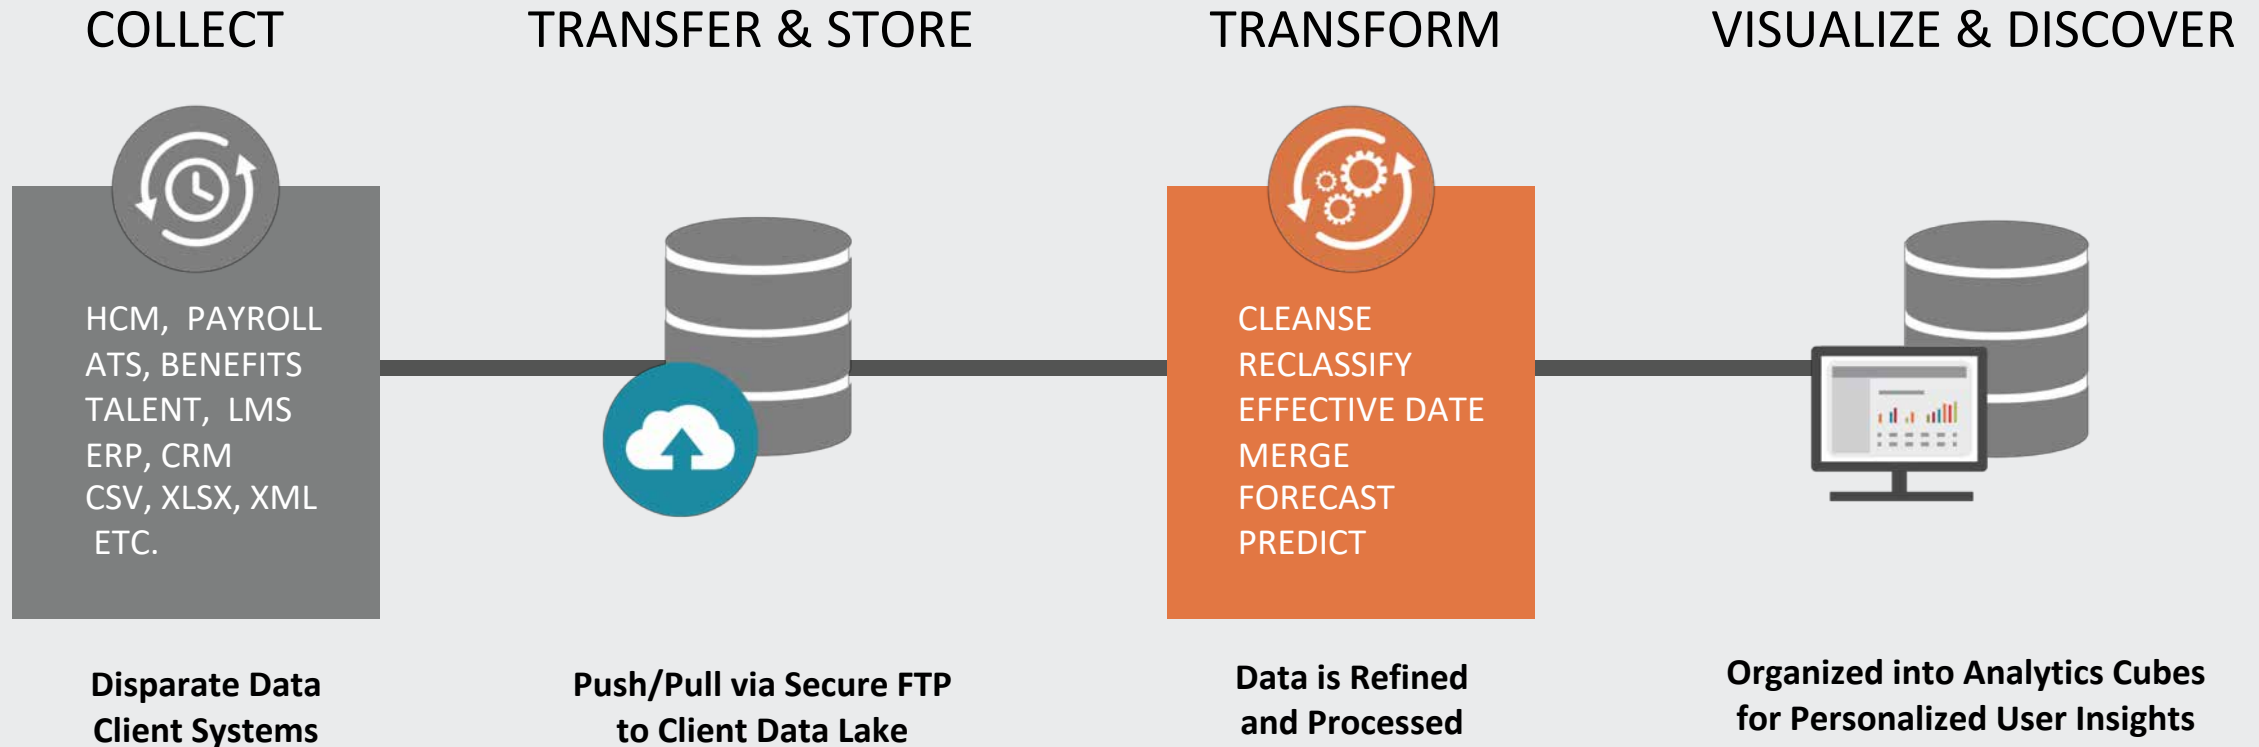 COLLECT
TRANSFER & STORE
TRANSFORM
VISUALIZE & DISCOVER
HCM, PAYROLL
ATS, BENEFITS
TALENT, LMS
ERP, CRM
CSV, XLSX, XML
ETC.
CLEANSE
RECLASSIFY
EFFECTIVE DATE
MERGE
FORECAST
PREDICT
Disparate Data
Client Systems
Push/Pull via Secure FTP
to Client Data Lake
Data is Refined
and Processed
Organized into Analytics Cubes
for Personalized User Insights